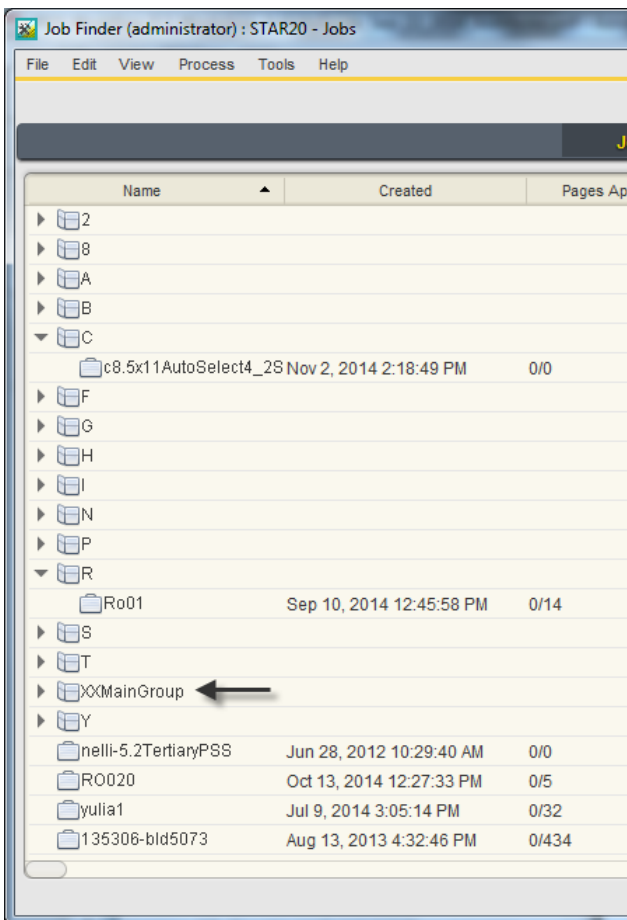 Job Finder (administrator) : STAR20 - Jobs
File Edit View Process Tools Help
J
Name Created Pages Ap
2
8
A
B
C
c8.5x11AutoSelect4_2S Nov 2, 2014 2:18:49 PM 0/0
F
G
H
I
N
P
R
Ro01 Sep 10, 2014 12:45:58 PM 0/14
S
T
XXMainGroup
Y
nelli-5.2TertiaryPSS Jun 28, 2012 10:29:40 AM 0/0
RO020 Oct 13, 2014 12:27:33 PM 0/5
yulia1 Jul 9, 2014 3:05:14 PM 0/32
135306-bld5073 Aug 13, 2013 4:32:46 PM 0/434